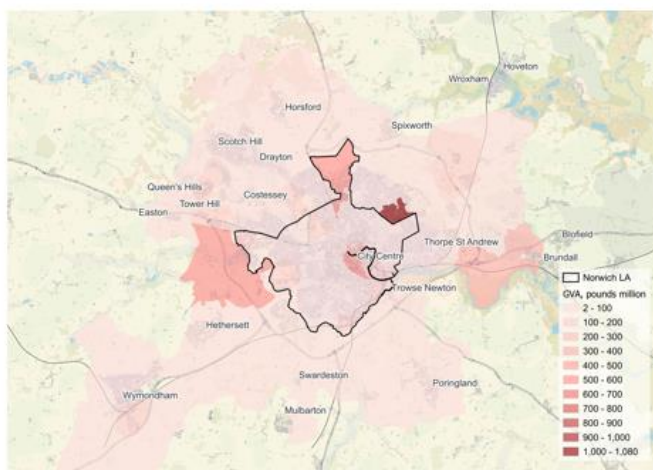 Hoveton
Wroxham
Horsford
Spixworth
Scotch Hill
Drayton
Queen's Hills
Costessey
Tower Hill
Easton
Thorpe St Andrew
Blofield
City Centre
Brundall
Trowse Newton
Hethersett
Swardeston
Poringland
Wymondham
Mulbarton
Norwich LA
GVA, pounds million
2 - 100
100 - 200
200 - 300
300 - 400
400 - 500
500 - 600
600 - 700
700 - 800
800 - 900
900 - 1,000
1,000 - 1,080